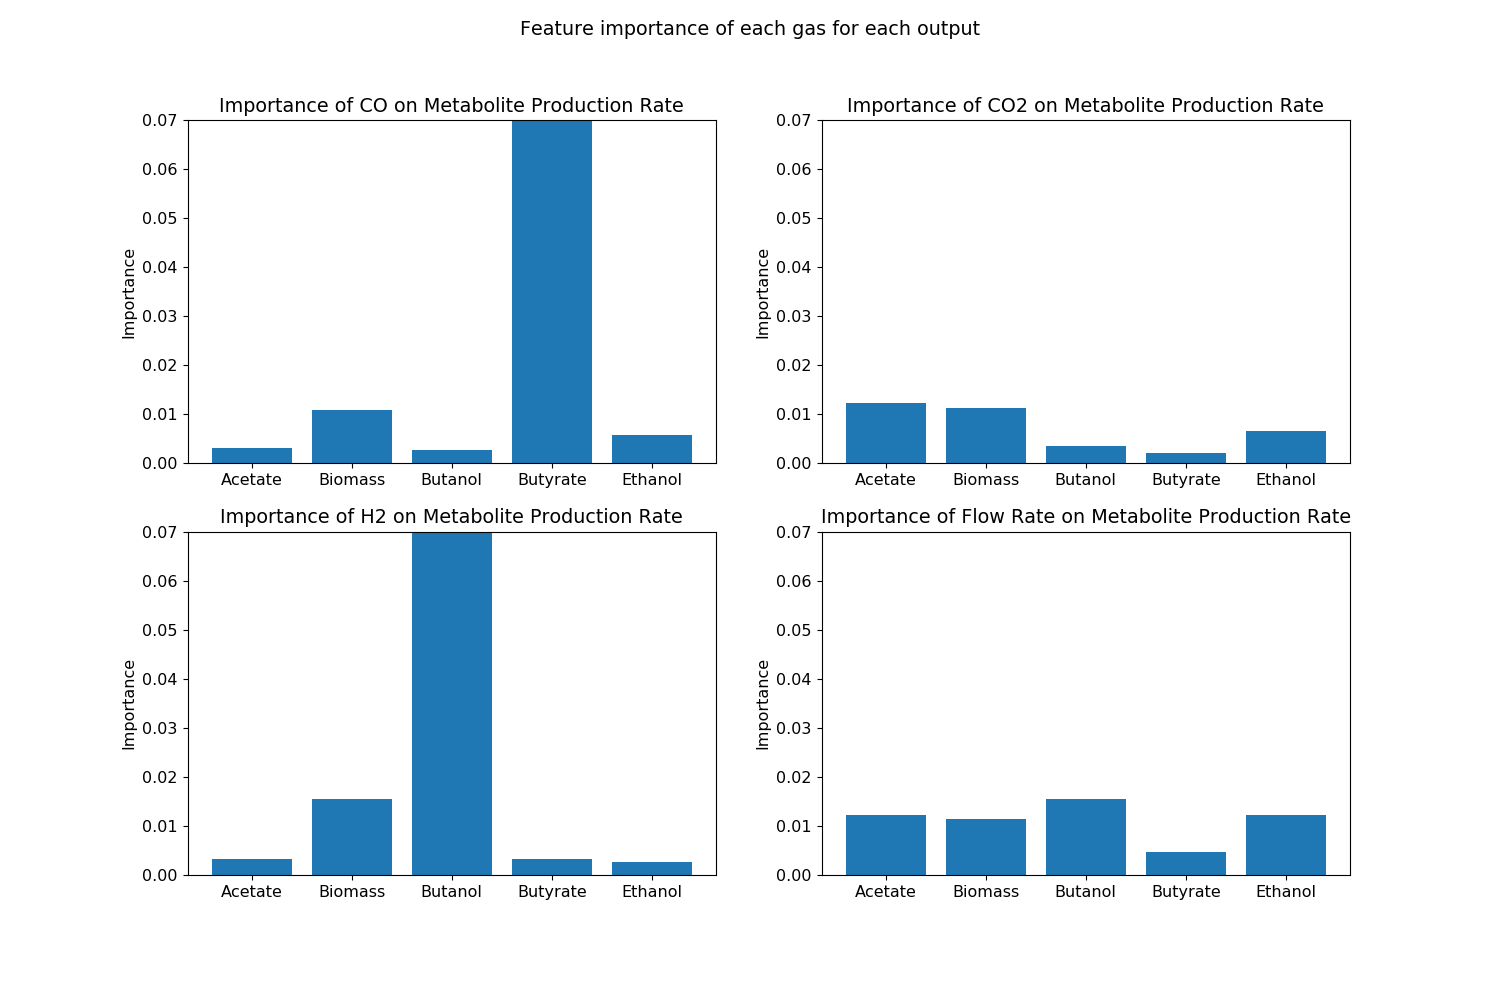 Feature importance of each gas for each output
Importance of CO on Metabolite Production Rate
0.07
0.06
0.05
0.04
0.03
0.02
0.01
0.00
Importance
Acetate Biomass Butanol Butyrate Ethanol
Importance of CO2 on Metabolite Production Rate
0.07
0.06
0.05
0.04
0.03
0.02
0.01
0.00
Importance
Acetate Biomass Butanol Butyrate Ethanol
Importance of H2 on Metabolite Production Rate
0.07
0.06
0.05
0.04
0.03
0.02
0.01
0.00
Importance
Acetate Biomass Butanol Butyrate Ethanol
Importance of Flow Rate on Metabolite Production Rate
0.07
0.06
0.05
0.04
0.03
0.02
0.01
0.00
Importance
Acetate Biomass Butanol Butyrate Ethanol